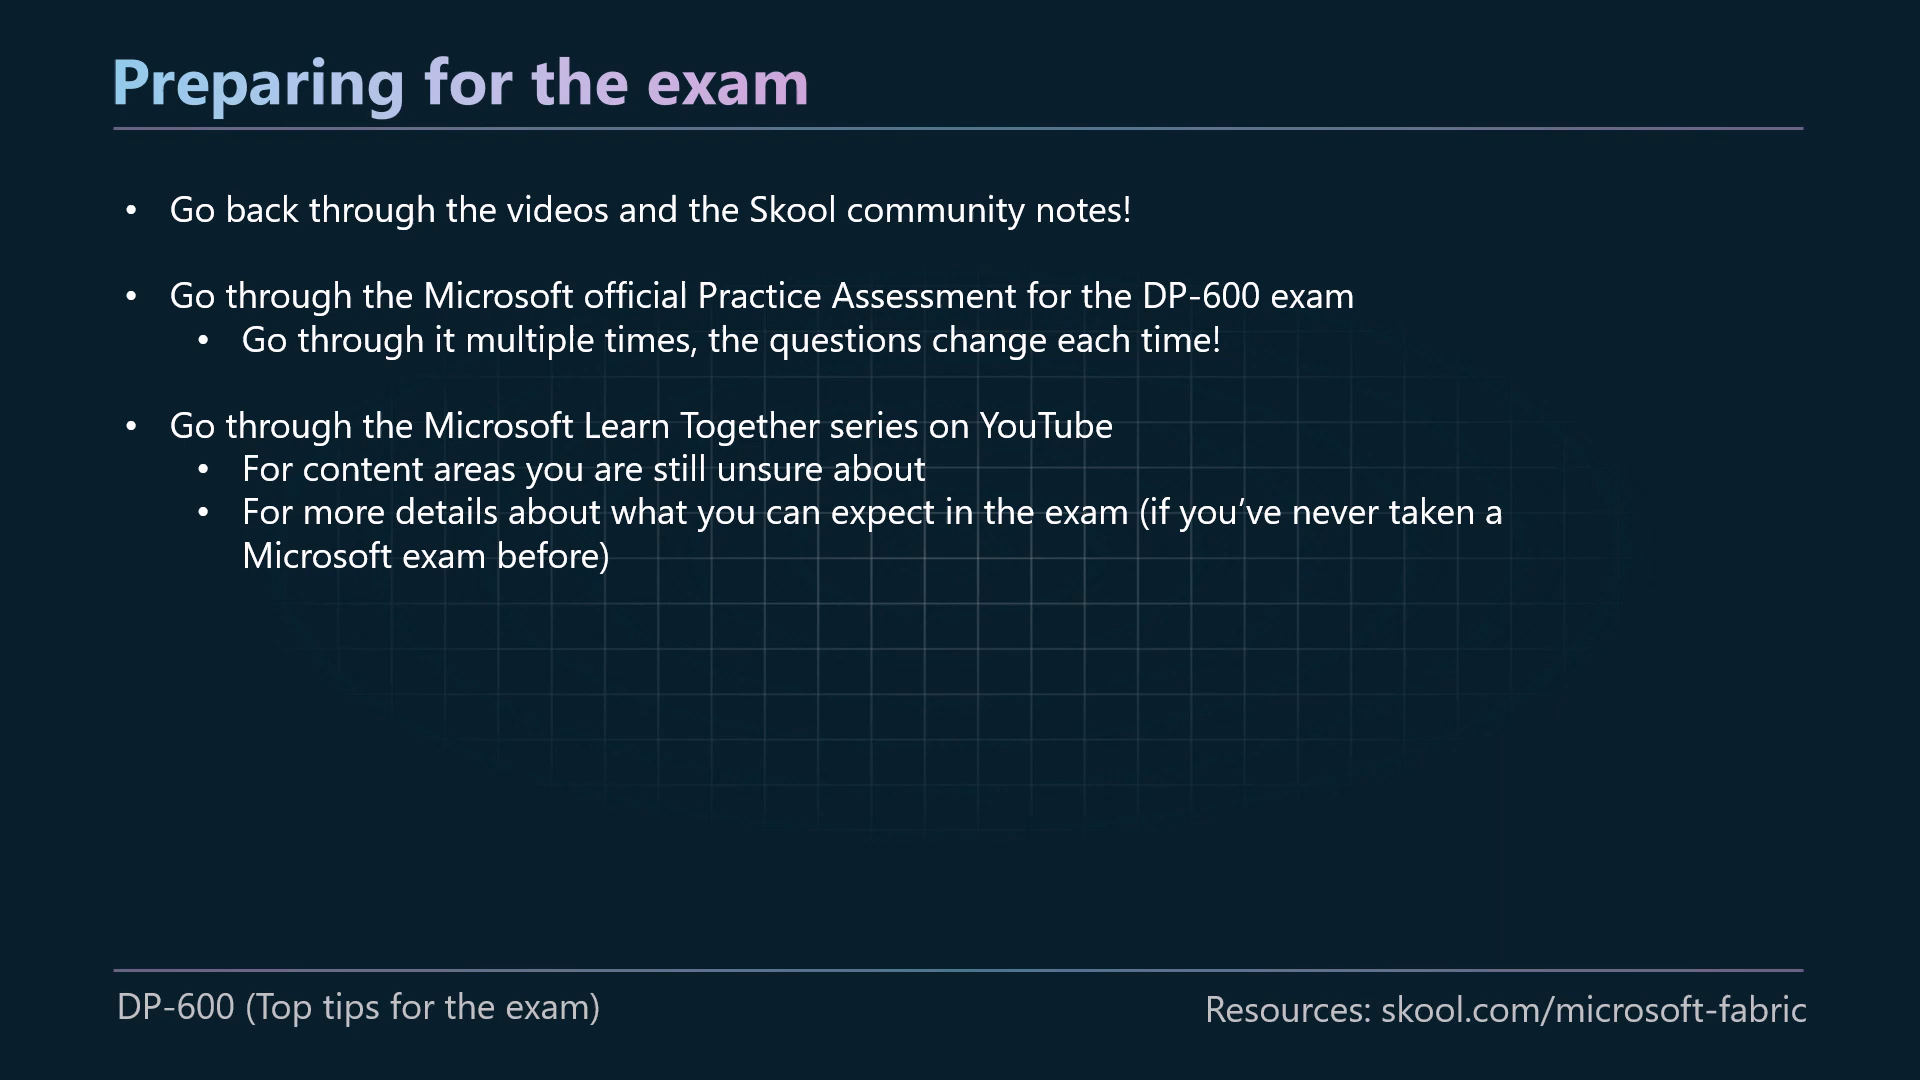 Preparing for the exam
• Go back through the videos and the Skool community notes!
• Go through the Microsoft official Practice Assessment for the DP-600 exam
• Go through it multiple times, the questions change each time!
• Go through the Microsoft Learn Together series on YouTube
• For content areas you are still unsure about
• For more details about what you can expect in the exam (if you’ve never taken a
Microsoft exam before)
DP-600 (Top tips for the exam)
Resources: skool.com/microsoft-fabric